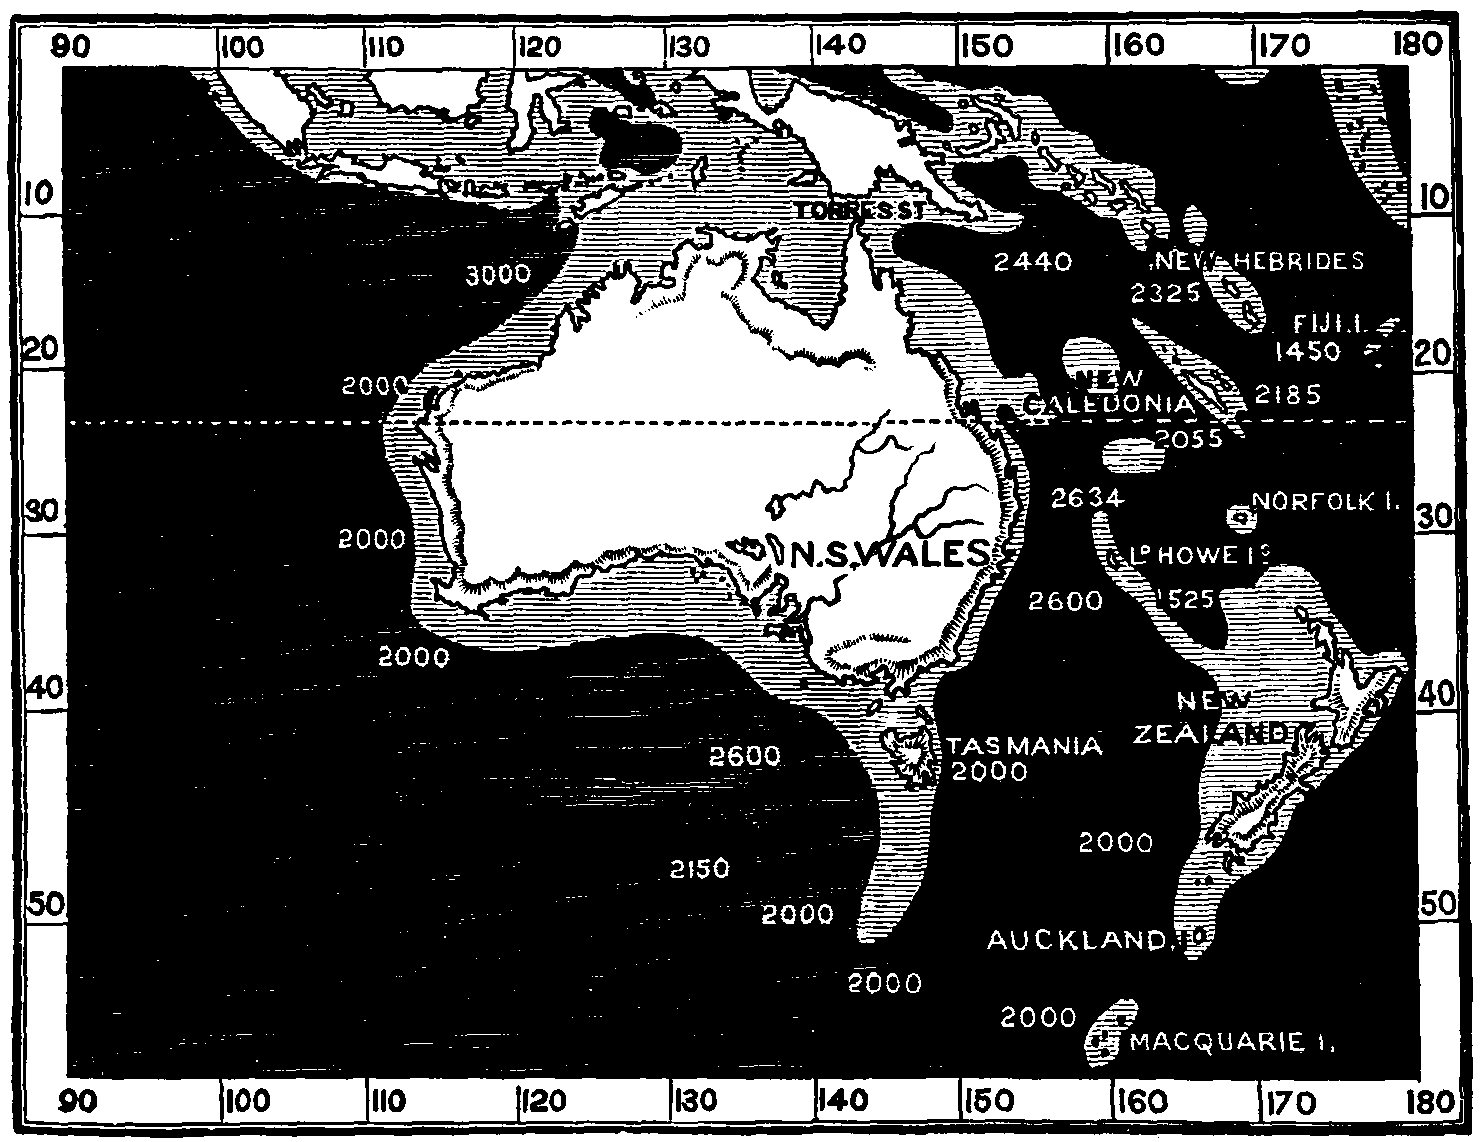 90 100 110 120 130 140 150 160 170 180
10 10
TORRES ST
3000
2440
NEW HEBRIDES
2325
FIJI.I.
1450
20 20
2000
NEW
CALEDONIA
2185
2055
2634
NORFOLK I.
30 30
2000
N.S.WALES
Lᴅ HOWE Iˢ
2600
1525
2000
40 40
NEW
ZEALAND
TASMANIA
2600
2000
2000
2150
50 50
2000
AUCKLAND.I
2000
2000
MACQUARIE I.
90 100 110 120 130 140 150 160 170 180